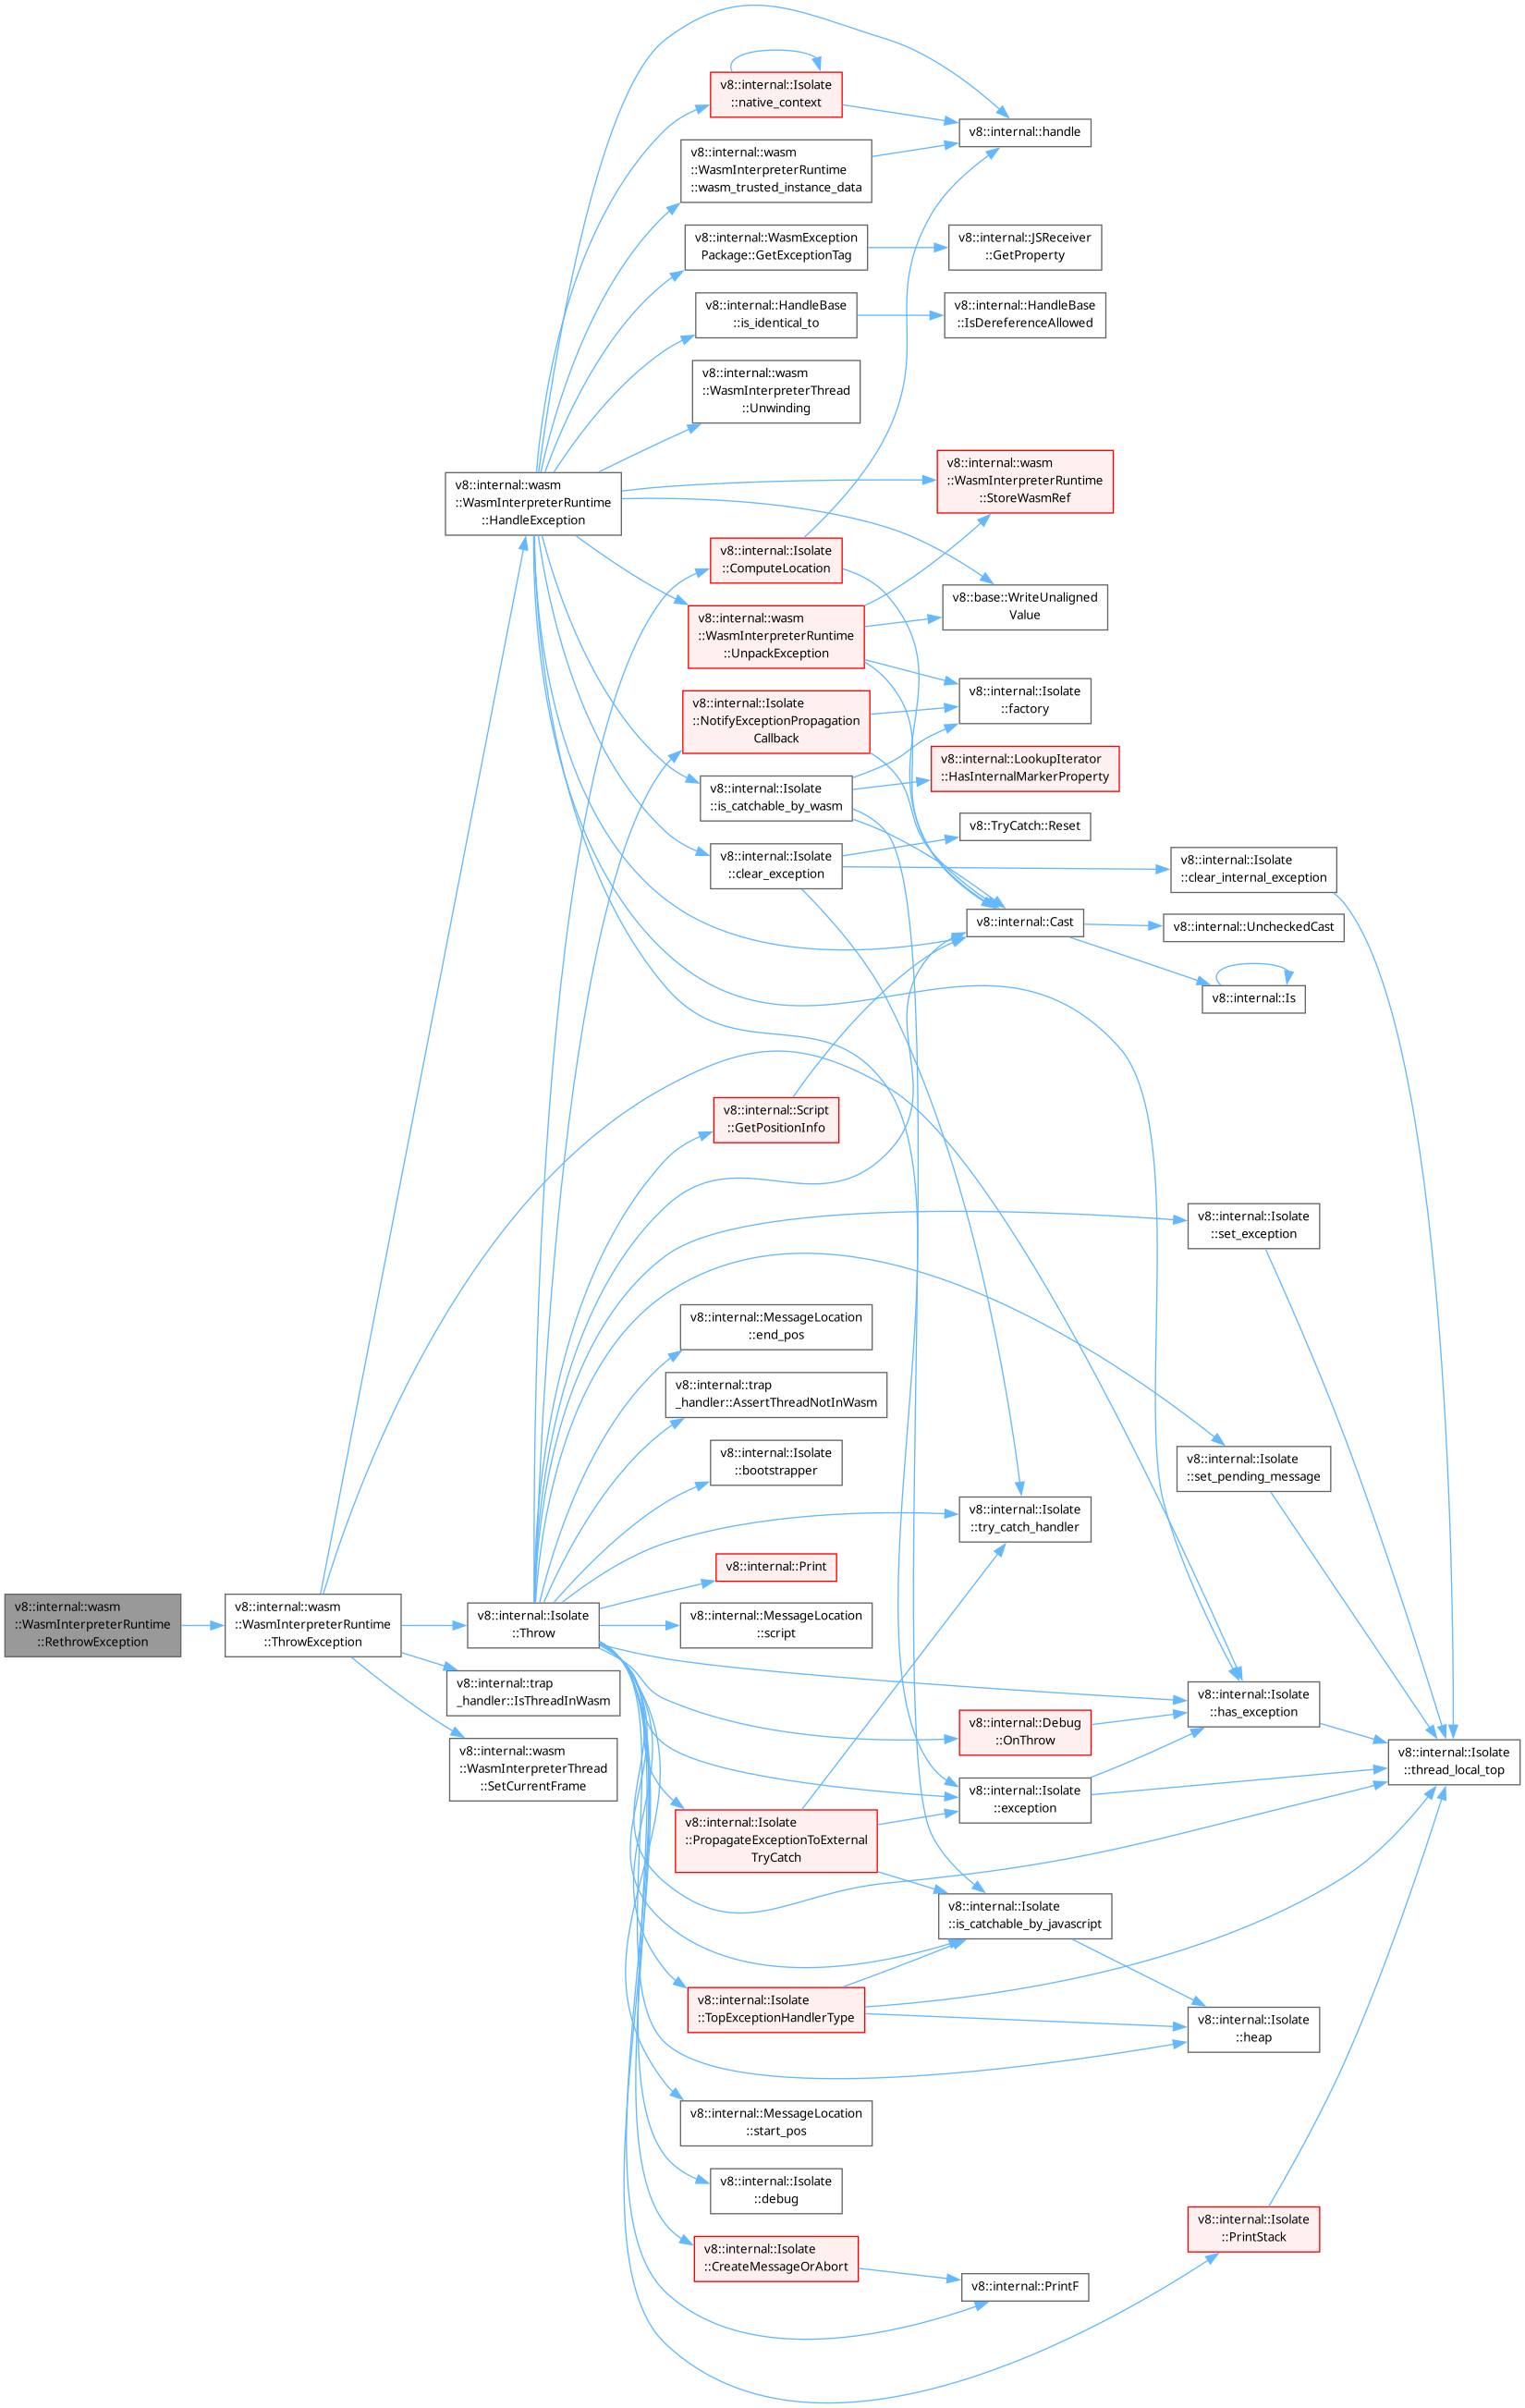 v8::internal::Isolate
::native_context
v8::internal::handle
v8::internal::wasm
::WasmInterpreterRuntime
::wasm_trusted_instance_data
v8::internal::WasmException
Package::GetExceptionTag
v8::internal::JSReceiver
::GetProperty
v8::internal::HandleBase
::is_identical_to
v8::internal::HandleBase
::IsDereferenceAllowed
v8::internal::wasm
::WasmInterpreterThread
::Unwinding
v8::internal::wasm
::WasmInterpreterRuntime
::HandleException
v8::internal::wasm
::WasmInterpreterRuntime
::StoreWasmRef
v8::internal::Isolate
::ComputeLocation
v8::base::WriteUnaligned
Value
v8::internal::wasm
::WasmInterpreterRuntime
::UnpackException
v8::internal::Isolate
::factory
v8::internal::Isolate
::NotifyExceptionPropagation
Callback
v8::internal::LookupIterator
::HasInternalMarkerProperty
v8::internal::Isolate
::is_catchable_by_wasm
v8::TryCatch::Reset
v8::internal::Isolate
::clear_exception
v8::internal::Isolate
::clear_internal_exception
v8::internal::Cast
v8::internal::UncheckedCast
v8::internal::Is
v8::internal::Script
::GetPositionInfo
v8::internal::Isolate
::set_exception
v8::internal::MessageLocation
::end_pos
v8::internal::trap
_handler::AssertThreadNotInWasm
v8::internal::Isolate
::bootstrapper
v8::internal::Isolate
::set_pending_message
v8::internal::Isolate
::try_catch_handler
v8::internal::Print
v8::internal::wasm
::WasmInterpreterRuntime
::RethrowException
v8::internal::wasm
::WasmInterpreterRuntime
::ThrowException
v8::internal::Isolate
::Throw
v8::internal::MessageLocation
::script
v8::internal::trap
_handler::IsThreadInWasm
v8::internal::Isolate
::has_exception
v8::internal::Debug
::OnThrow
v8::internal::wasm
::WasmInterpreterThread
::SetCurrentFrame
v8::internal::Isolate
::thread_local_top
v8::internal::Isolate
::exception
v8::internal::Isolate
::PropagateExceptionToExternal
TryCatch
v8::internal::Isolate
::is_catchable_by_javascript
v8::internal::Isolate
::TopExceptionHandlerType
v8::internal::Isolate
::heap
v8::internal::MessageLocation
::start_pos
v8::internal::Isolate
::debug
v8::internal::Isolate
::PrintStack
v8::internal::Isolate
::CreateMessageOrAbort
v8::internal::PrintF